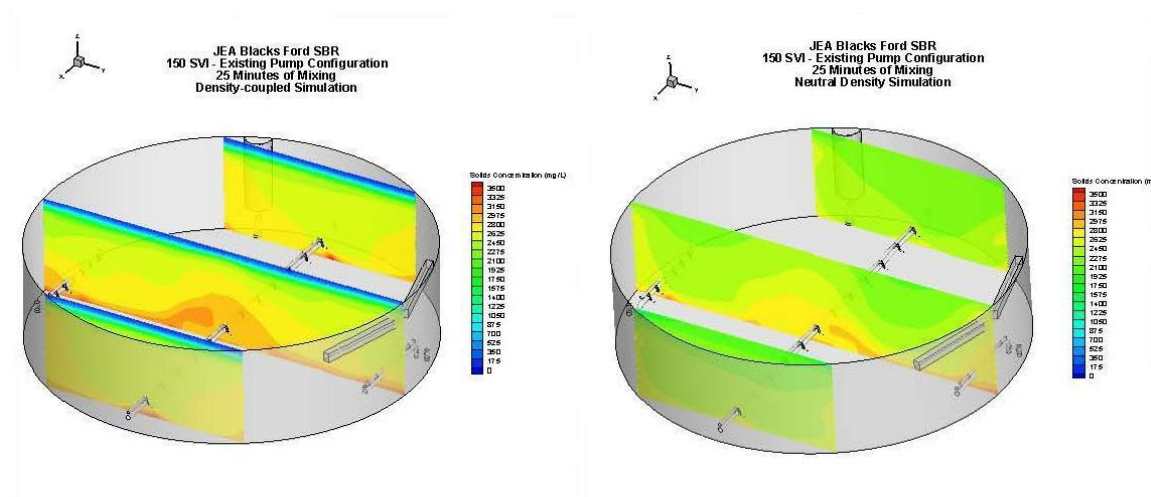 Z
X
Y
JEA Blacks Ford SBR
150 SVI - Existing Pump Configuration
25 Minutes of Mixing
Density-coupled Simulation
Solids Concentration (mg/L)
3500
3325
3150
2975
2800
2625
2450
2275
2100
1925
1750
1575
1400
1225
1050
875
700
525
350
175
0
Z
X
Y
JEA Blacks Ford SBR
150 SVI - Existing Pump Configuration
25 Minutes of Mixing
Neutral Density Simulation
Solids Concentration (m
3500
3325
3150
2975
2800
2625
2450
2275
2100
1925
1750
1575
1400
1225
1050
875
700
525
350
175
0